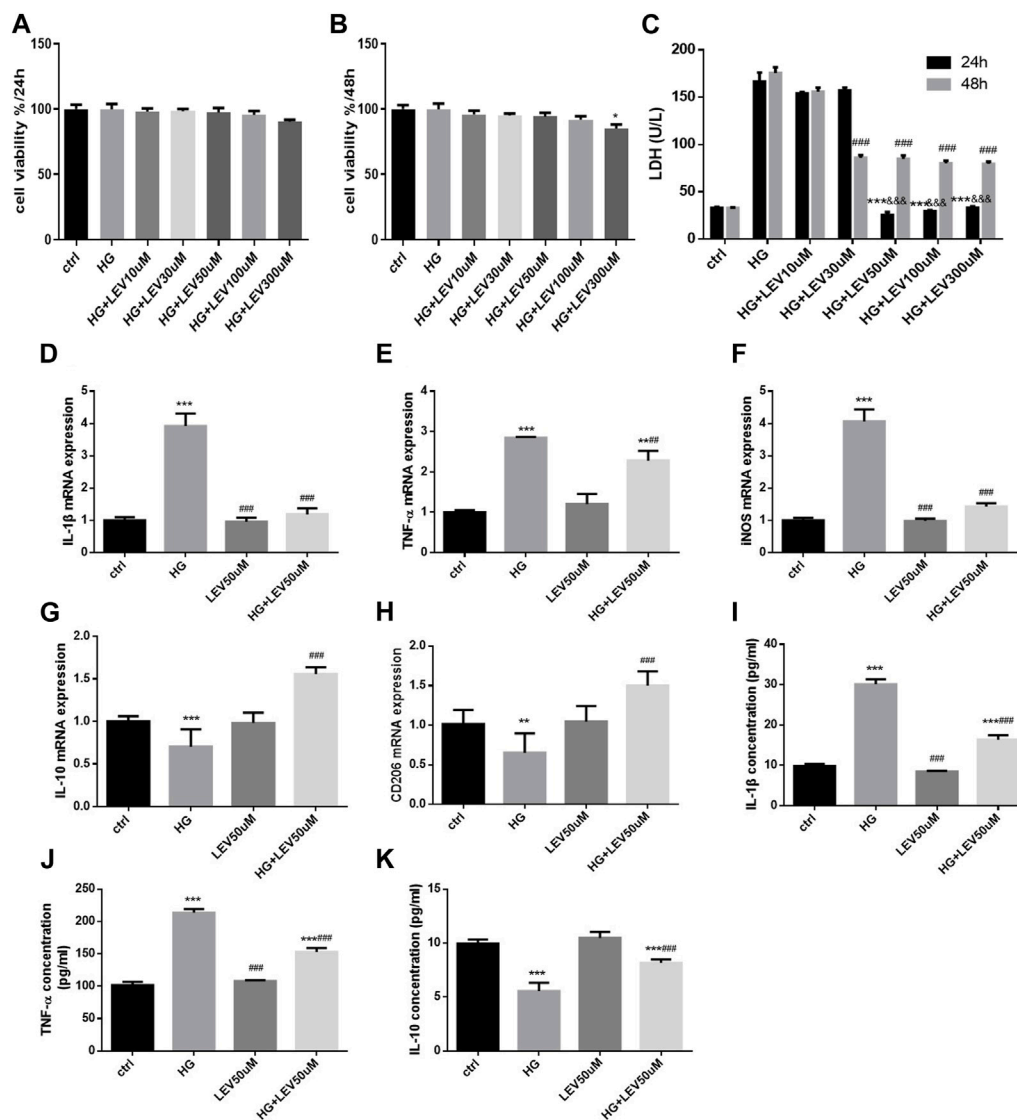 A
cell viability %/24h
150
100
50
0
ctrl
HG
HG+LEV10uM
HG+LEV30uM
HG+LEV50uM
HG+LEV100uM
HG+LEV300uM
B
cell viability %/48h
150
100
50
0
*
ctrl
HG
HG+LEV10uM
HG+LEV30uM
HG+LEV50uM
HG+LEV100uM
HG+LEV300uM
C
LDH (U/L)
200
150
100
50
0
24h
48h
### ### ### ###
***&&& ***&&& ***&&&
ctrl
HG
HG+LEV10uM
HG+LEV30uM
HG+LEV50uM
HG+LEV100uM
HG+LEV300uM
D
IL-1β mRNA expression
5
4
3
2
1
0
***
###
###
ctrl
HG
LEV50uM
HG+LEV50uM
E
TNF-α mRNA expression
4
3
2
1
0
***
**##
ctrl
HG
LEV50uM
HG+LEV50uM
F
iNOS mRNA expression
5
4
3
2
1
0
***
###
###
ctrl
HG
LEV50uM
HG+LEV50uM
G
IL-10 mRNA expression
2.0
1.5
1.0
0.5
0.0
***
###
ctrl
HG
LEV50uM
HG+LEV50uM
H
CD206 mRNA expression
2.0
1.5
1.0
0.5
0.0
**
###
ctrl
HG
LEV50uM
HG+LEV50uM
I
IL-1β concentration (pg/ml)
40
30
20
10
0
***
###
***###
ctrl
HG
LEV50uM
HG+LEV50uM
J
TNF-α concentration
(pg/ml)
250
200
150
100
50
0
***
###
***###
ctrl
HG
LEV50uM
HG+LEV50uM
K
IL-10 concentration (pg/ml)
15
10
5
0
***
***###
ctrl
HG
LEV50uM
HG+LEV50uM